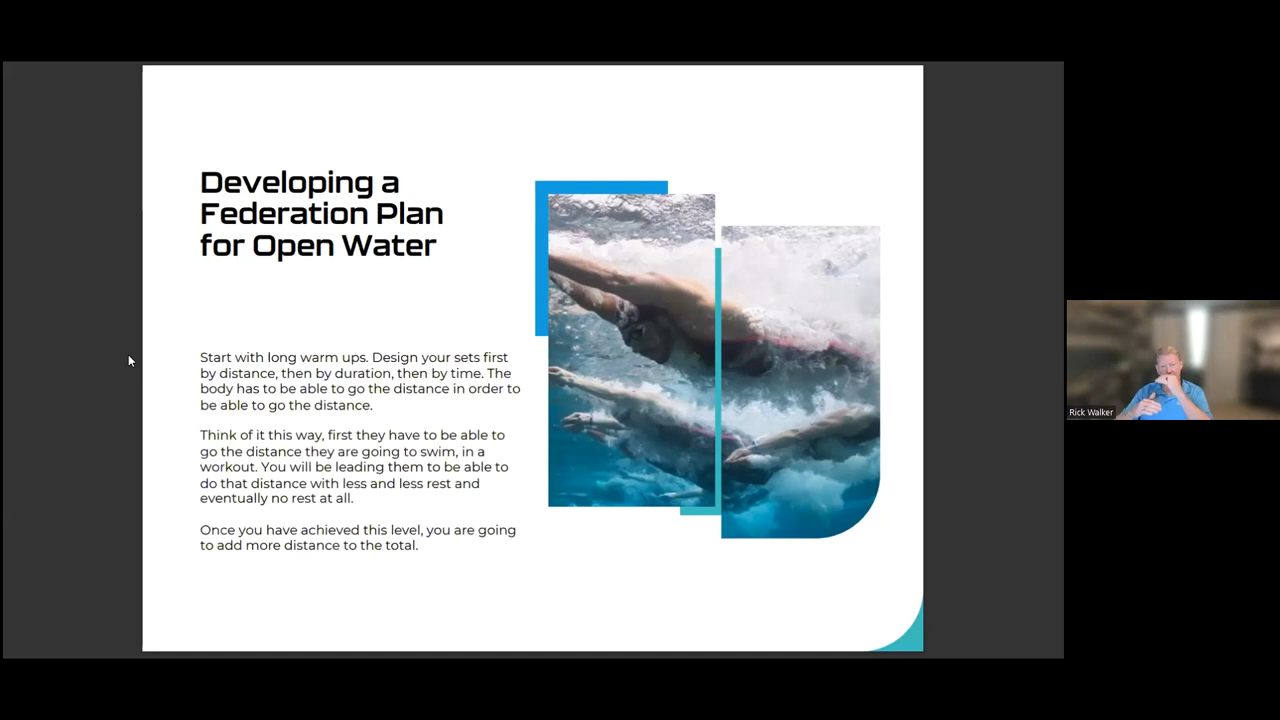 Developing a
Federation Plan
for Open Water
Start with long warm ups. Design your sets first
by distance, then by duration, then by time. The
body has to be able to go the distance in order to
be able to go the distance.
Think of it this way, first they have to be able to
go the distance they are going to swim, in a
workout. You will be leading them to be able to
do that distance with less and less rest and
eventually no rest at all.
Once you have achieved this level, you are going
to add more distance to the total.
Rick Walker